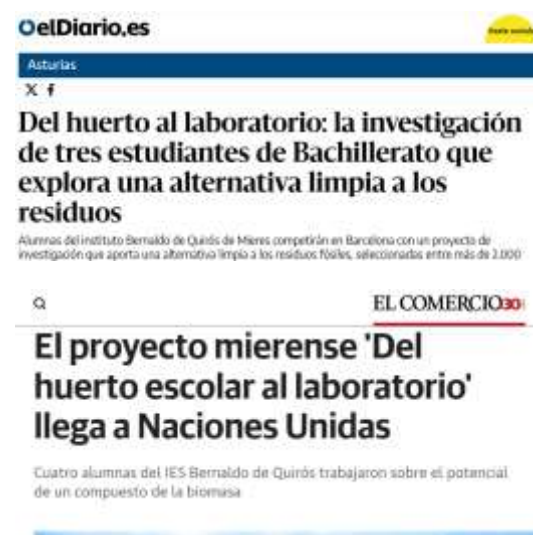 elDiario.es
Hazte socio/a
Asturias
X f
Del huerto al laboratorio: la investigación
de tres estudiantes de Bachillerato que
explora una alternativa limpia a los
residuos
Alumnas del instituto Bernaldo de Quirós de Mieres competirán en Barcelona con un proyecto de
investigación que aporta una alternativa limpia a los residuos fósiles, seleccionadas entre más de 2.000
EL COMERCIO
El proyecto mierense 'Del
huerto escolar al laboratorio'
llega a Naciones Unidas
Cuatro alumnas del IES Bernaldo de Quirós trabajaron sobre el potencial
de un compuesto de la biomasa